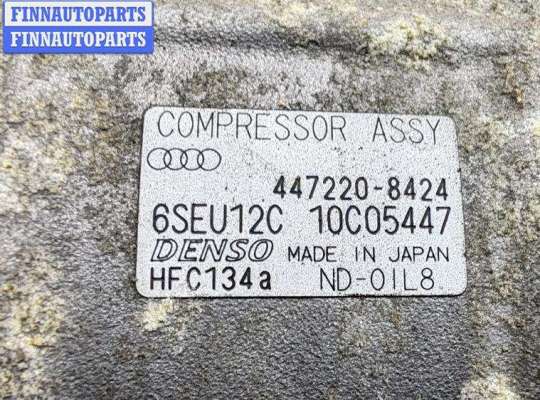 FINNAUTOPARTS
FINNAUTOPARTS
COMPRESSOR ASSY
447220-8424
6SEU12C 10C05447
DENSO MADE IN JAPAN
HFC134a ND-OIL8